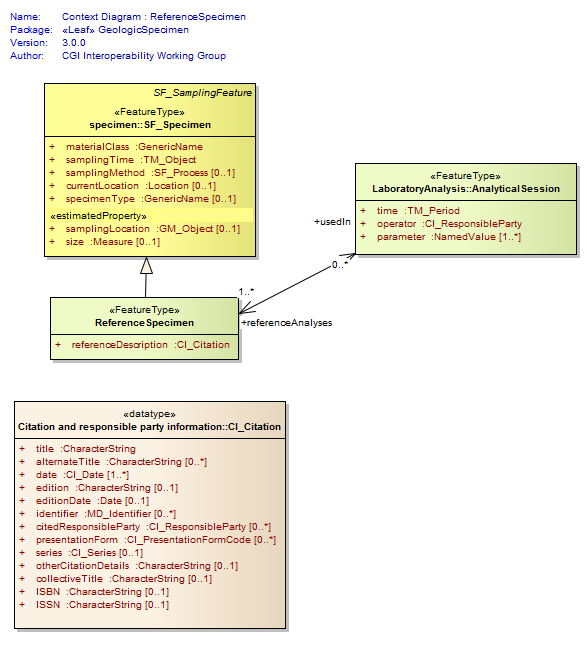 Name: Context Diagram : ReferenceSpecimen
Package: «Leaf» GeologicSpecimen
Version: 3.0.0
Author: CGI Interoperability Working Group
SF_SamplingFeature
«FeatureType»
specimen::SF_Specimen
+ materialClass :GenericName
+ samplingTime :TM_Object
+ samplingMethod :SF_Process [0..1]
+ currentLocation :Location [0..1]
+ specimenType :GenericName [0..1]
«estimatedProperty»
+ samplingLocation :GM_Object [0..1]
+ size :Measure [0..1]
«FeatureType»
LaboratoryAnalysis::AnalyticalSession
+ time :TM_Period
+ operator :CI_ResponsibleParty
+ parameter :NamedValue [1..*]
+usedIn
0..*
1..*
+referenceAnalyses
«FeatureType»
ReferenceSpecimen
+ referenceDescription :CI_Citation
«datatype»
Citation and responsible party information::CI_Citation
+ title :CharacterString
+ alternateTitle :CharacterString [0..*]
+ date :CI_Date [1..*]
+ edition :CharacterString [0..1]
+ editionDate :Date [0..1]
+ identifier :MD_Identifier [0..*]
+ citedResponsibleParty :CI_ResponsibleParty [0..*]
+ presentationForm :CI_PresentationFormCode [0..*]
+ series :CI_Series [0..1]
+ otherCitationDetails :CharacterString [0..1]
+ collectiveTitle :CharacterString [0..1]
+ ISBN :CharacterString [0..1]
+ ISSN :CharacterString [0..1]